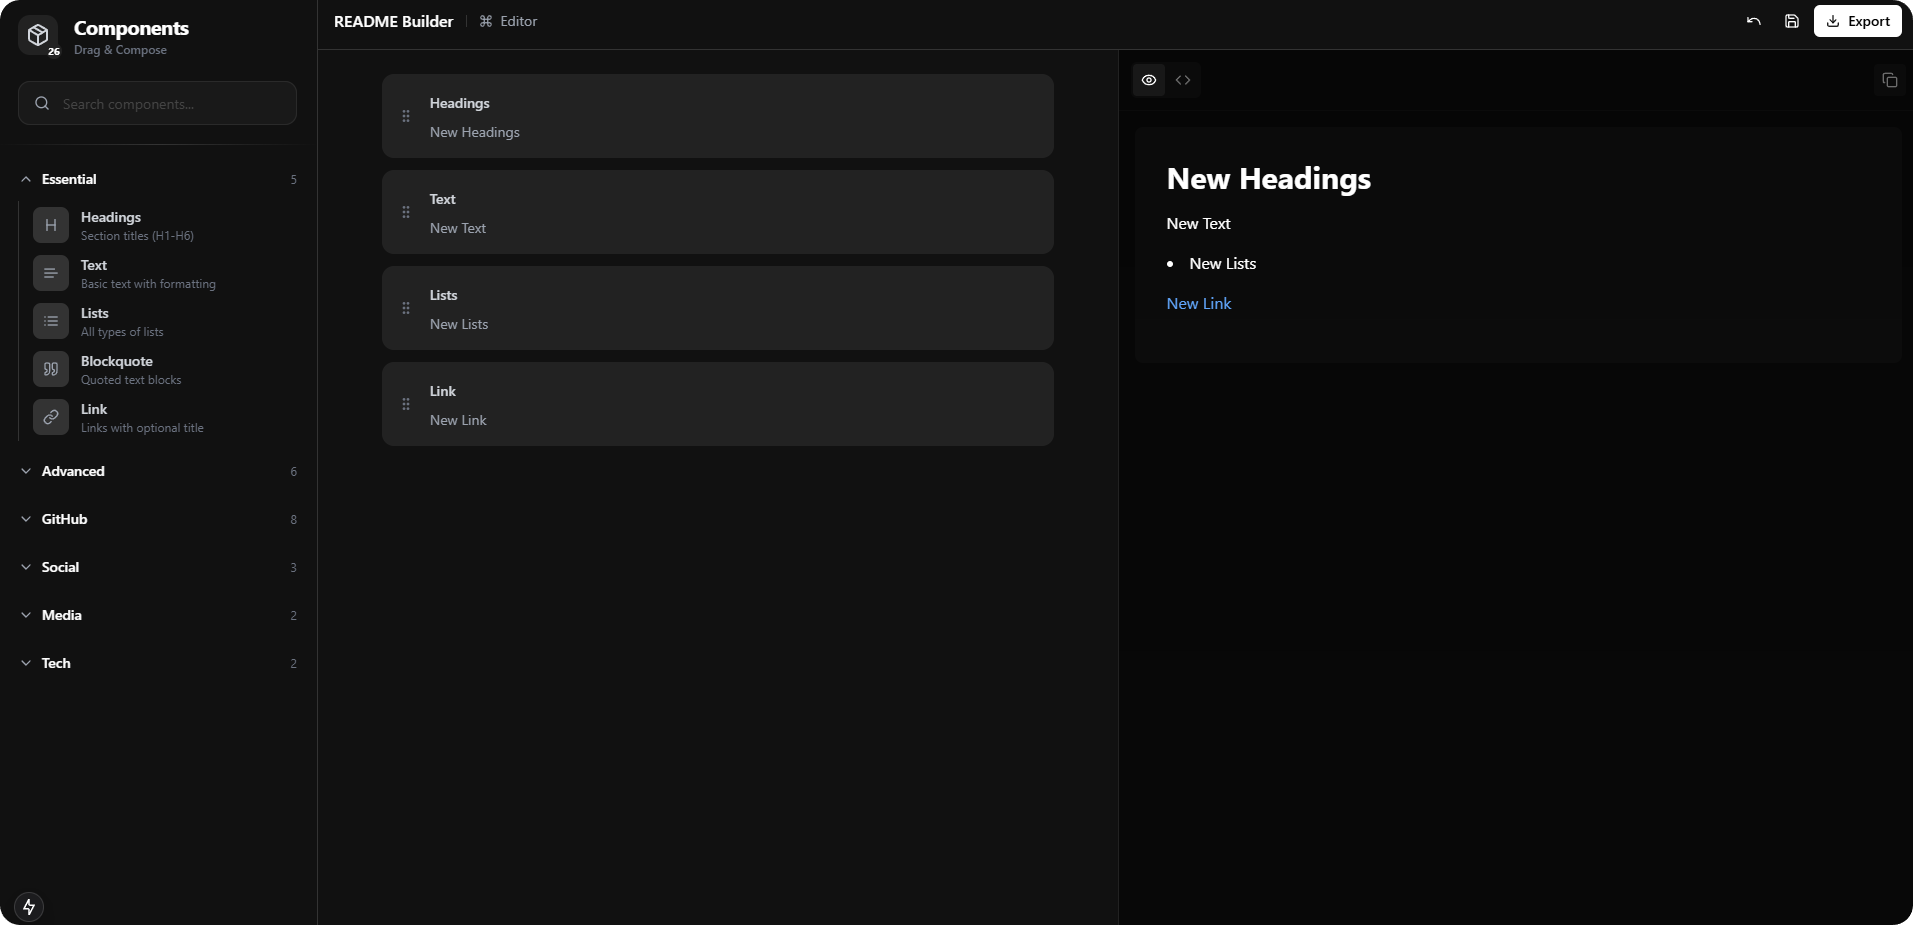 Components
26
Drag & Compose
Search components...
Essential 5
Headings
Section titles (H1-H6)
Text
Basic text with formatting
Lists
All types of lists
Blockquote
Quoted text blocks
Link
Links with optional title
Advanced 6
GitHub 8
Social 3
Media 2
Tech 2
README Builder
Editor
Export
Headings
New Headings
Text
New Text
Lists
New Lists
Link
New Link
New Headings
New Text
• New Lists
New Link